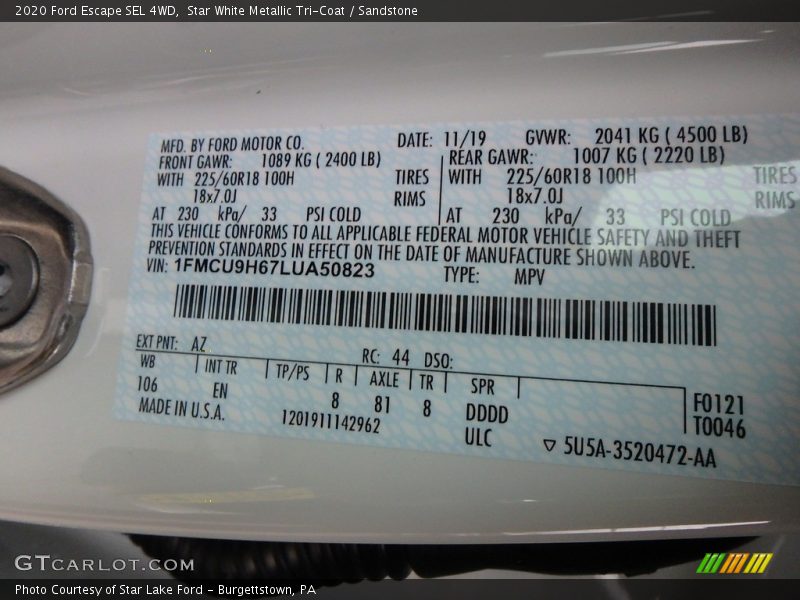 2020 Ford Escape SEL 4WD, Star White Metallic Tri-Coat / Sandstone
MFD. BY FORD MOTOR CO. DATE: 11/19 GVWR: 2041 KG ( 4500 LB)
FRONT GAWR: 1089 KG ( 2400 LB) REAR GAWR: 1007 KG ( 2220 LB)
WITH 225/60R18 100H TIRES WITH 225/60R18 100H TIRES
18x7.0J RIMS 18x7.0J RIMS
AT 230 kPa/ 33 PSI COLD AT 230 kPa/ 33 PSI COLD
THIS VEHICLE CONFORMS TO ALL APPLICABLE FEDERAL MOTOR VEHICLE SAFETY AND THEFT
PREVENTION STANDARDS IN EFFECT ON THE DATE OF MANUFACTURE SHOWN ABOVE.
VIN: 1FMCU9H67LUA50823 TYPE: MPV
EXT PNT: AZ RC: 44 DSO:
WB INT TR TP/PS R AXLE TR SPR
106 EN 8 81 8 DDDD F0121
MADE IN U.S.A. 1201911142962 ULC T0046
▽ 5U5A-3520472-AA
GTCARLOT.COM
Photo Courtesy of Star Lake Ford - Burgettstown, PA